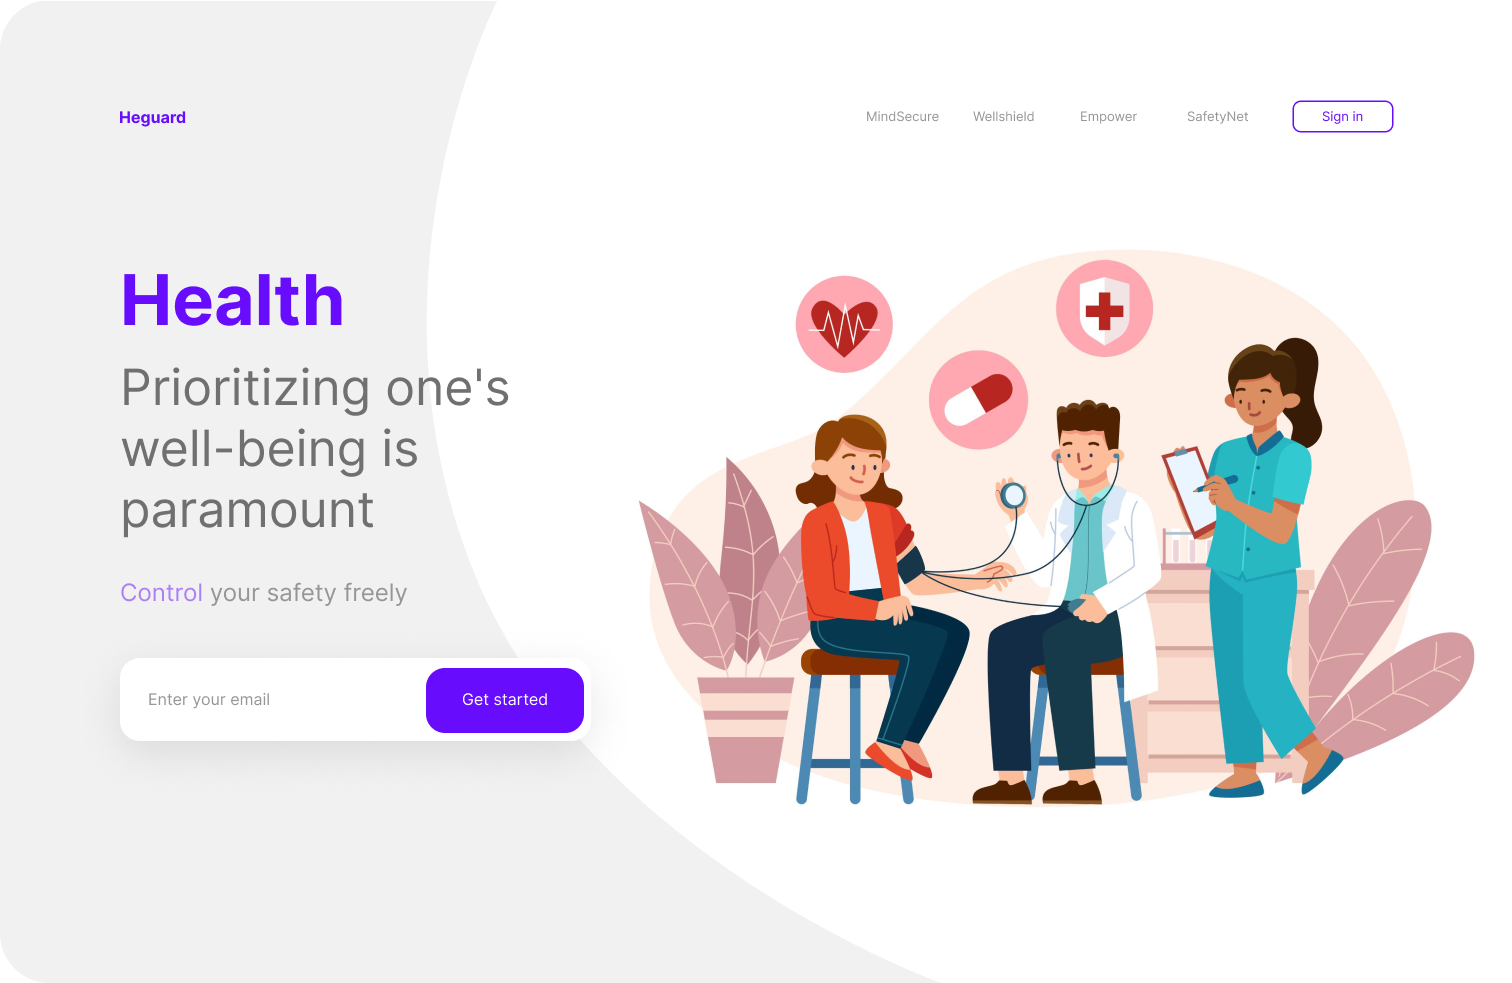 Heguard
MindSecure
Wellshield
Empower
SafetyNet
Sign in
Health
Prioritizing one's
well-being is
paramount
Control your safety freely
Enter your email
Get started